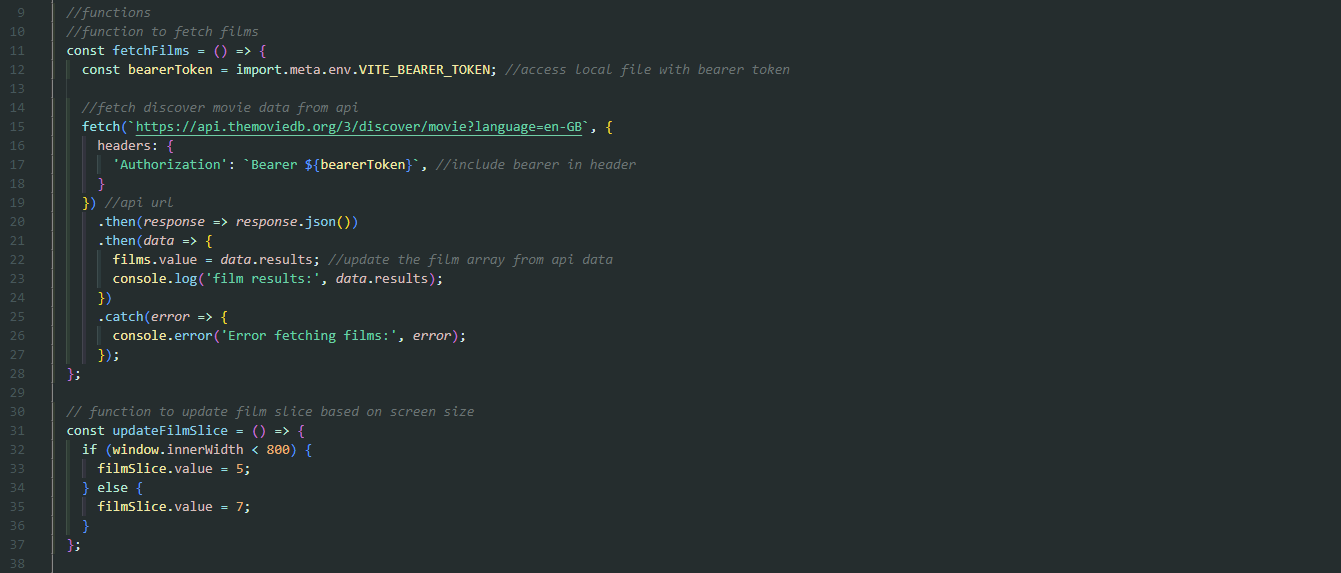 9 //functions
10 //function to fetch films
11 const fetchFilms = () => {
12 const bearerToken = import.meta.env.VITE_BEARER_TOKEN; //access local file with bearer token
13
14 //fetch discover movie data from api
15 fetch(`https://api.themoviedb.org/3/discover/movie?language=en-GB`, {
16 headers: {
17 'Authorization': `Bearer ${bearerToken}`, //include bearer in header
18 }
19 }) //api url
20 .then(response => response.json())
21 .then(data => {
22 films.value = data.results; //update the film array from api data
23 console.log('film results:', data.results);
24 })
25 .catch(error => {
26 console.error('Error fetching films:', error);
27 });
28 };
29
30 // function to update film slice based on screen size
31 const updateFilmSlice = () => {
32 if (window.innerWidth < 800) {
33 filmSlice.value = 5;
34 } else {
35 filmSlice.value = 7;
36 }
37 };
38